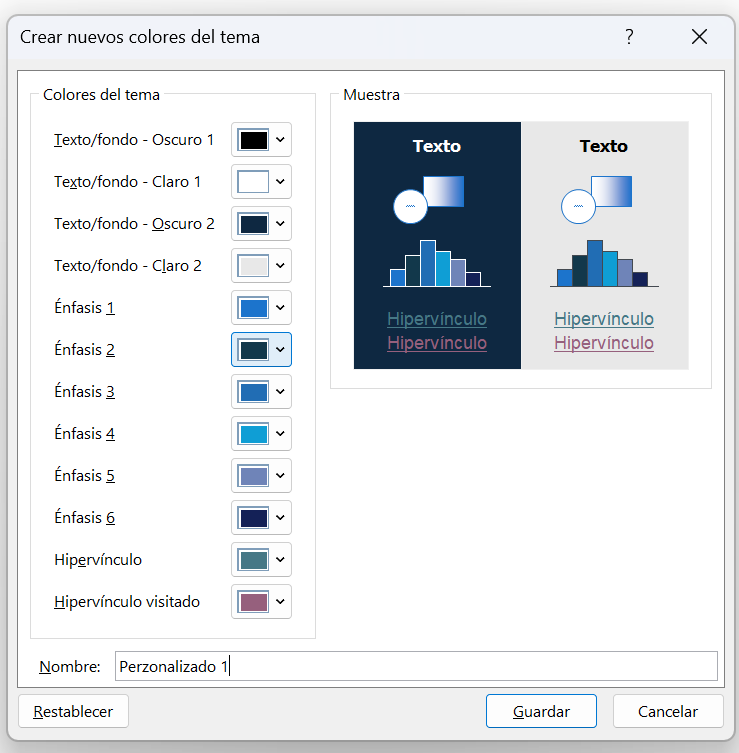 Crear nuevos colores del tema
?
Colores del tema
Muestra
Texto/fondo - Oscuro 1
Texto/fondo - Claro 1
Texto/fondo - Oscuro 2
Texto/fondo - Claro 2
Énfasis 1
Énfasis 2
Énfasis 3
Énfasis 4
Énfasis 5
Énfasis 6
Hipervínculo
Hipervínculo visitado
Texto
Hipervínculo
Hipervínculo
Texto
Hipervínculo
Hipervínculo
Nombre: Perzonalizado 1
Restablecer
Guardar
Cancelar